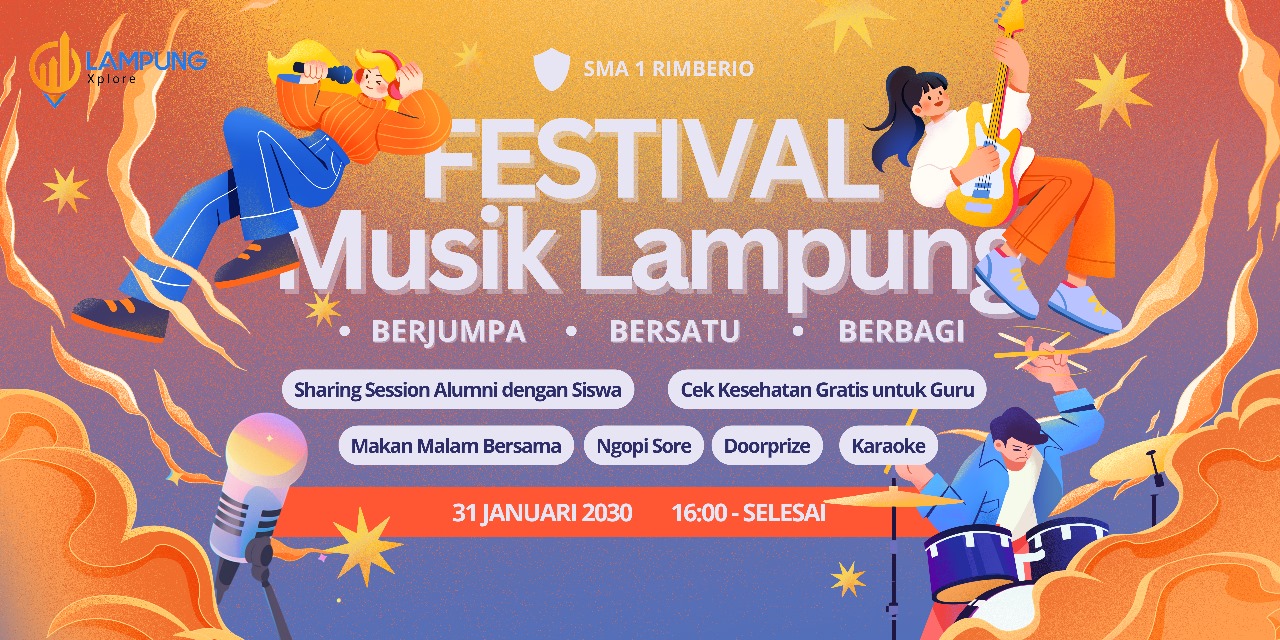 LAMPUNG
Xplore
SMA 1 RIMBERIO
FESTIVAL
Musik Lampung
• BERJUMPA • BERSATU • BERBAGI
Sharing Session Alumni dengan Siswa
Cek Kesehatan Gratis untuk Guru
Makan Malam Bersama
Ngopi Sore
Doorprize
Karaoke
31 JANUARI 2030 16:00 - SELESAI